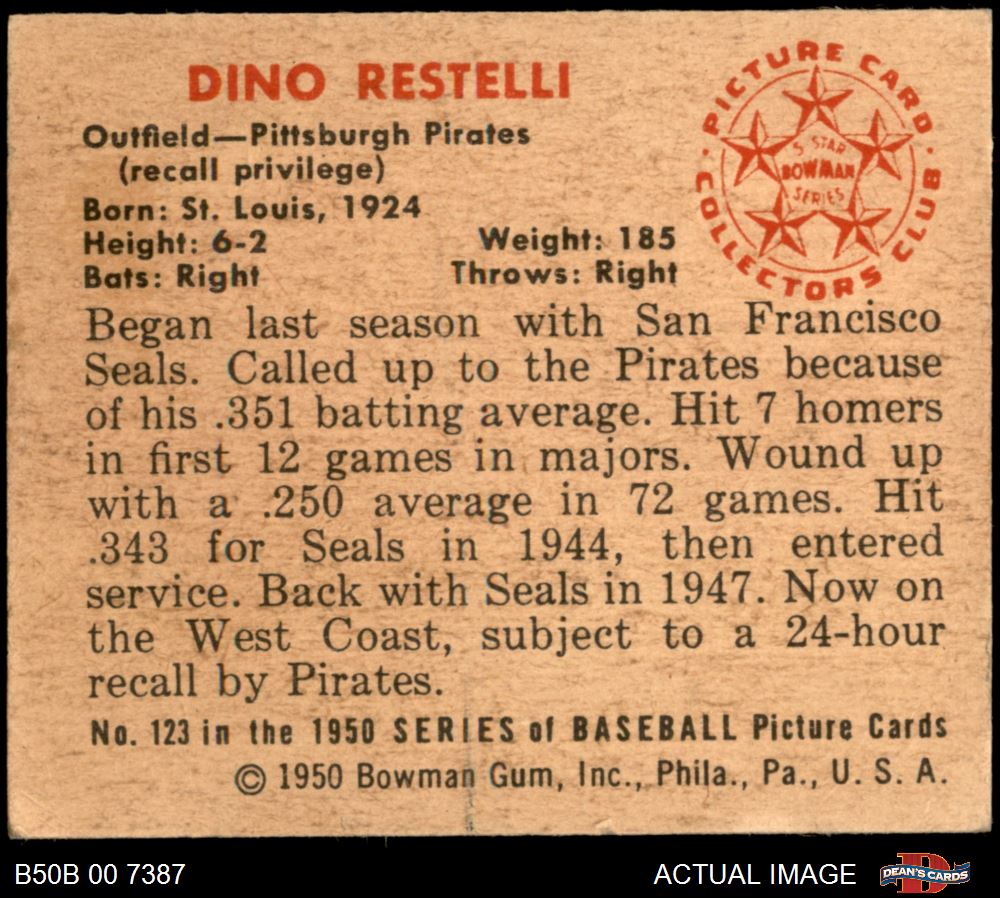 DINO RESTELLI
Outfield—Pittsburgh Pirates
(recall privilege)
Born: St. Louis, 1924
Height: 6-2 Weight: 185
Bats: Right Throws: Right
PICTURE CARD
COLLECTORS CLUB
5 STAR
BOWMAN
SERIES
Began last season with San Francisco
Seals. Called up to the Pirates because
of his .351 batting average. Hit 7 homers
in first 12 games in majors. Wound up
with a .250 average in 72 games. Hit
.343 for Seals in 1944, then entered
service. Back with Seals in 1947. Now on
the West Coast, subject to a 24-hour
recall by Pirates.
No. 123 in the 1950 SERIES of BASEBALL Picture Cards
© 1950 Bowman Gum, Inc., Phila., Pa., U. S. A.
B50B 00 7387 ACTUAL IMAGE
D
DEAN'S CARDS